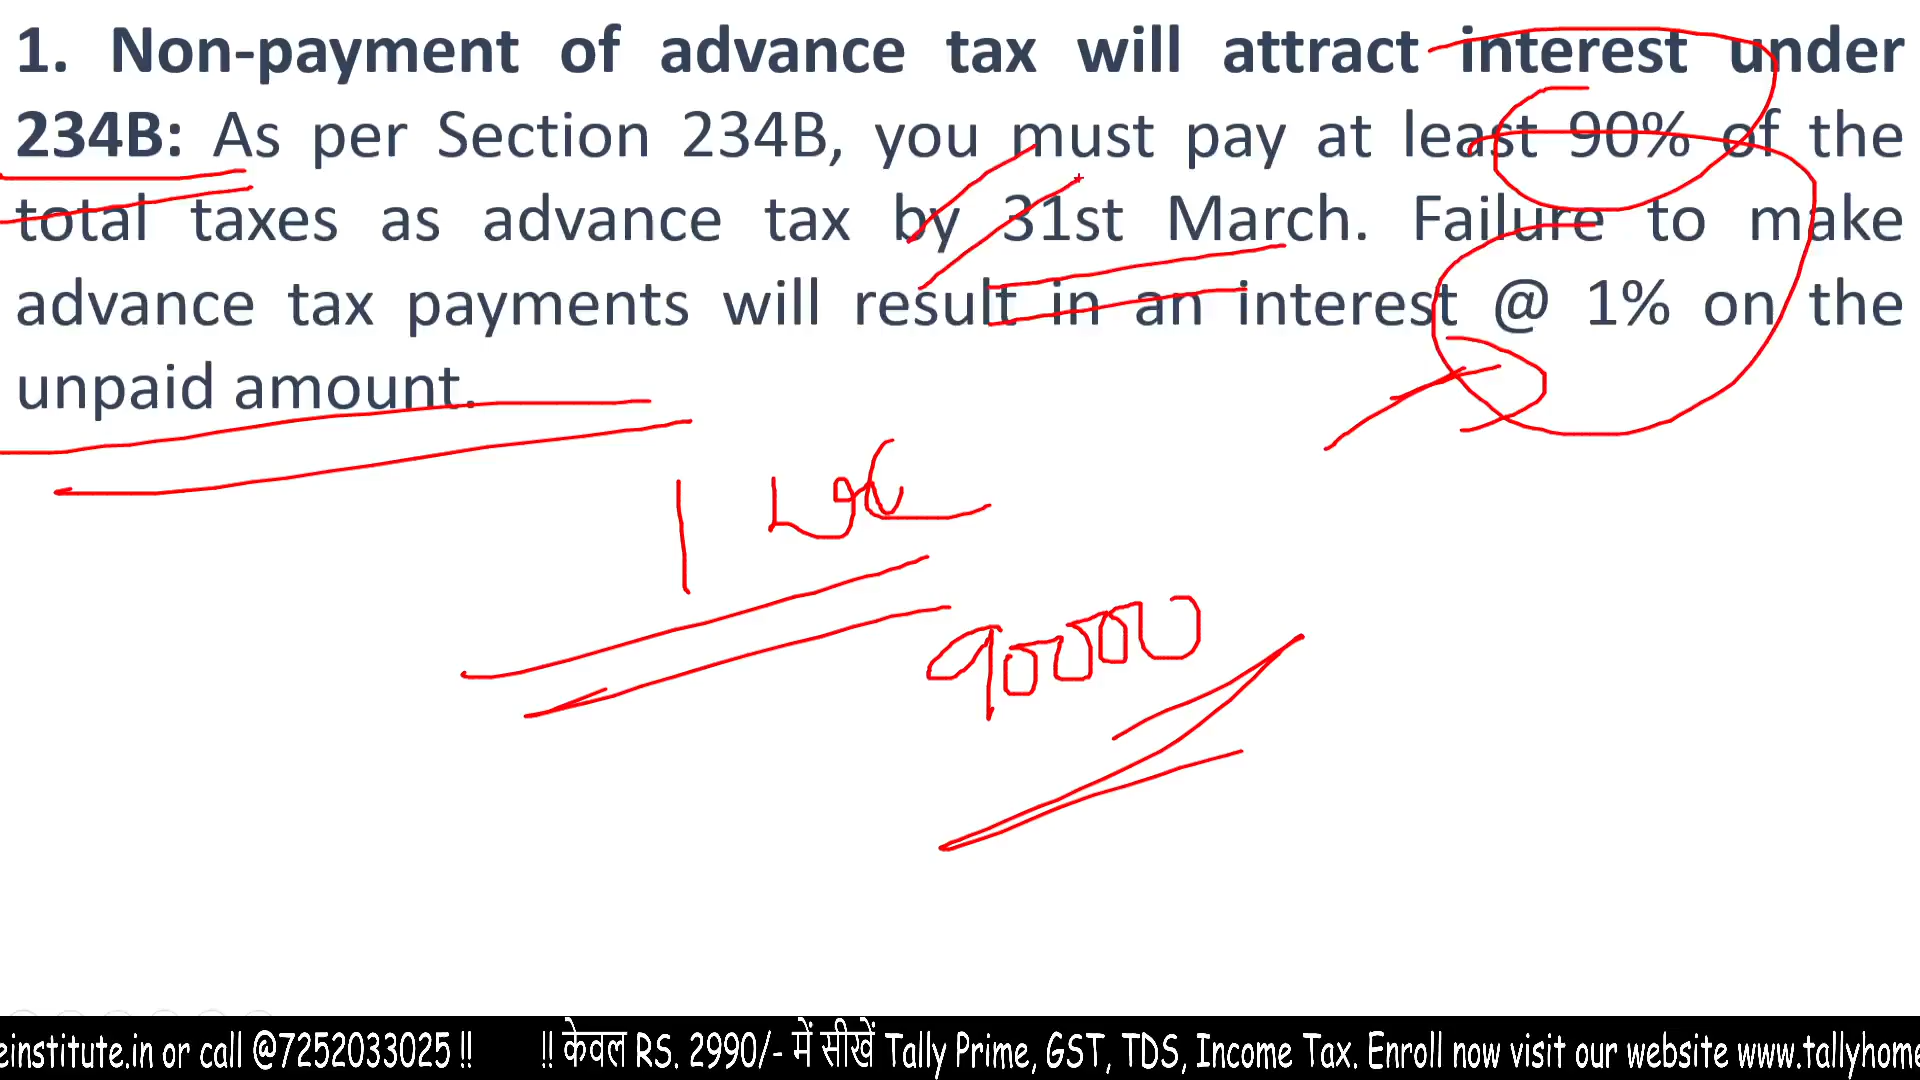 1. Non-payment of advance tax will attract interest under
234B: As per Section 234B, you must pay at least 90% of the
total taxes as advance tax by 31st March. Failure to make
advance tax payments will result in an interest @ 1% on the
unpaid amount.
1 Lac
90000
einstitute.in or call @7252033025 !! !! केवल RS. 2990/- में सीखें Tally Prime, GST, TDS, Income Tax. Enroll now visit our website www.tallyhome